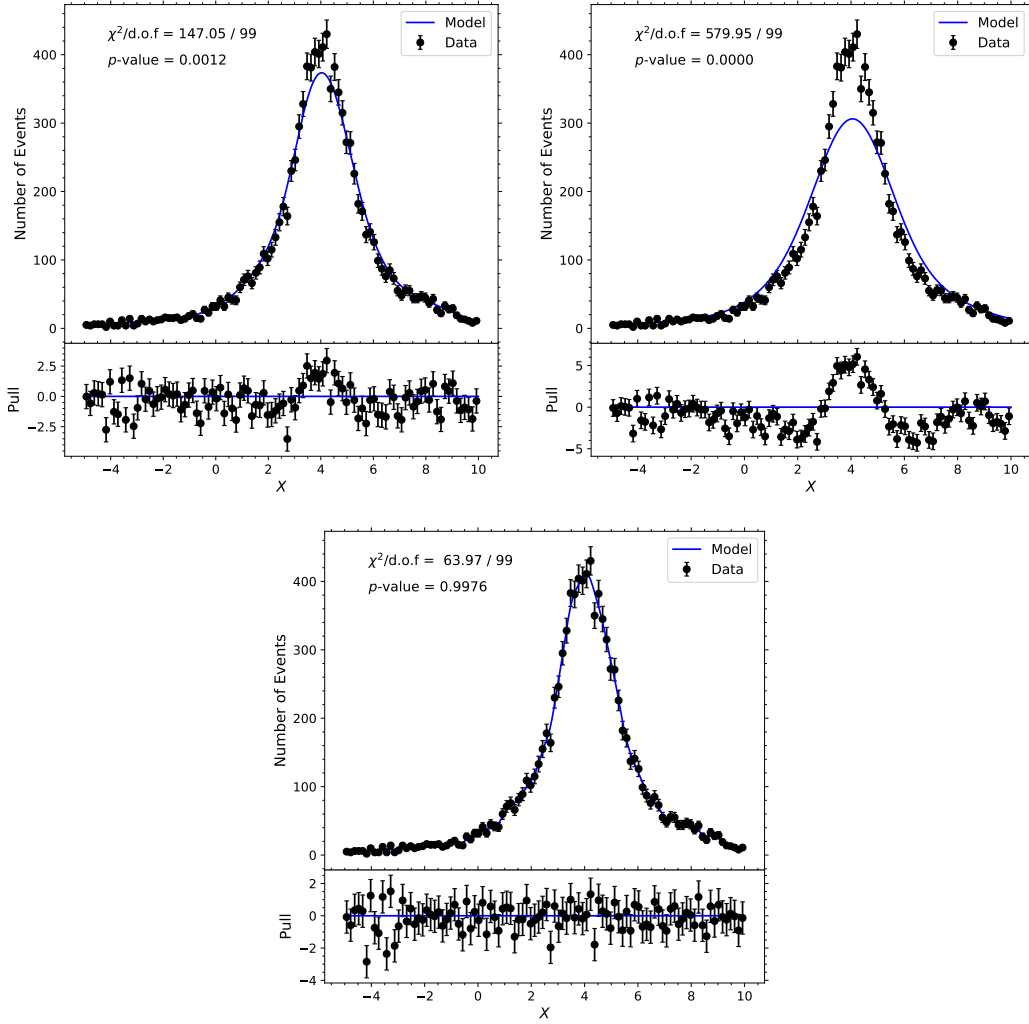 χ²/d.o.f = 147.05 / 99
p-value = 0.0012
Model
Data
Number of Events
400
300
200
100
0
Pull
2.5
0.0
−2.5
−4 −2 0 2 4 6 8 10
X
χ²/d.o.f = 579.95 / 99
p-value = 0.0000
Model
Data
Number of Events
400
300
200
100
0
Pull
5
0
−5
−4 −2 0 2 4 6 8 10
X
χ²/d.o.f = 63.97 / 99
p-value = 0.9976
Model
Data
Number of Events
400
300
200
100
0
Pull
2
0
−2
−4
−4 −2 0 2 4 6 8 10
X